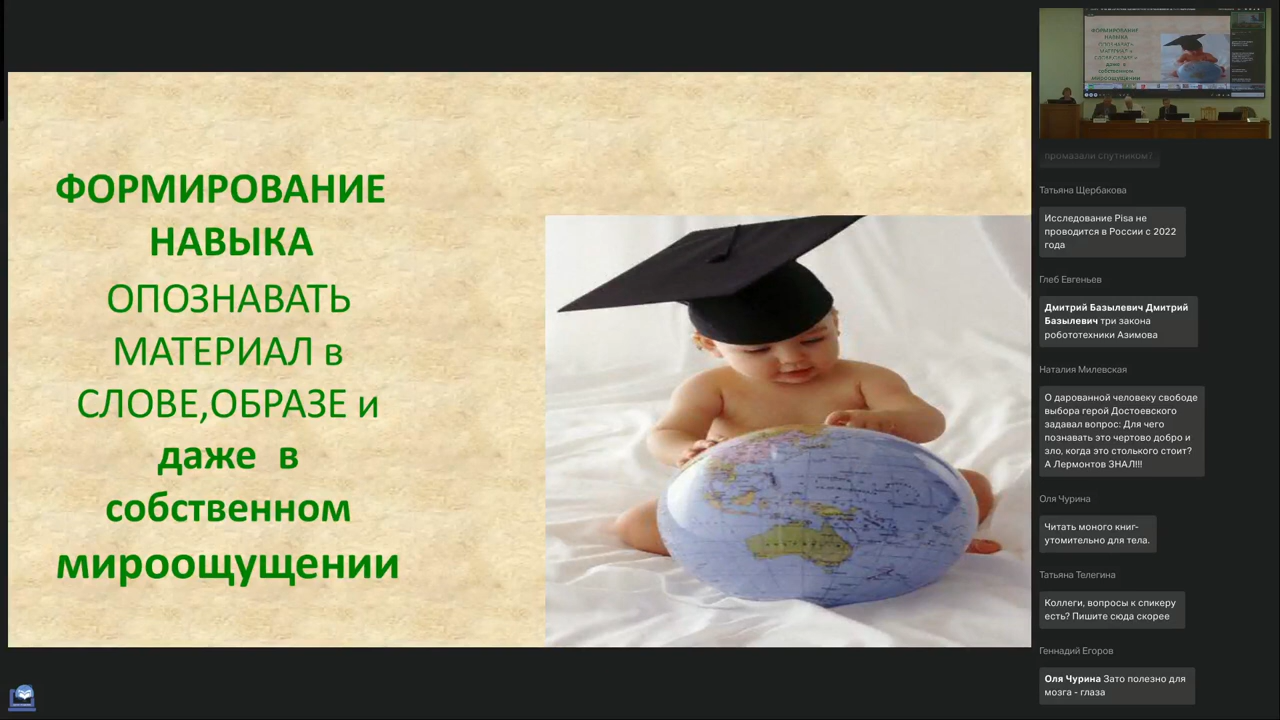 ФОРМИРОВАНИЕ
НАВЫКА
ОПОЗНАВАТЬ
МАТЕРИАЛ в
СЛОВЕ,ОБРАЗЕ и
даже в
собственном
мироощущении
промазали спутником?
Татьяна Щербакова
Исследование Pisa не
проводится в России с 2022
года
Глеб Евгеньев
Дмитрий Базылевич Дмитрий
Базылевич три закона
робототехники Азимова
Наталия Милевская
О дарованной человеку свободе
выбора герой Достоевского
задавал вопрос: Для чего
познавать это чертово добро и
зло, когда это столького стоит?
А Лермонтов ЗНАЛ!!!
Оля Чурина
Читать моного книг-
утомительно для тела.
Татьяна Телегина
Коллеги, вопросы к спикеру
есть? Пишите сюда скорее
Геннадий Егоров
Оля Чурина Зато полезно для
мозга - глаза